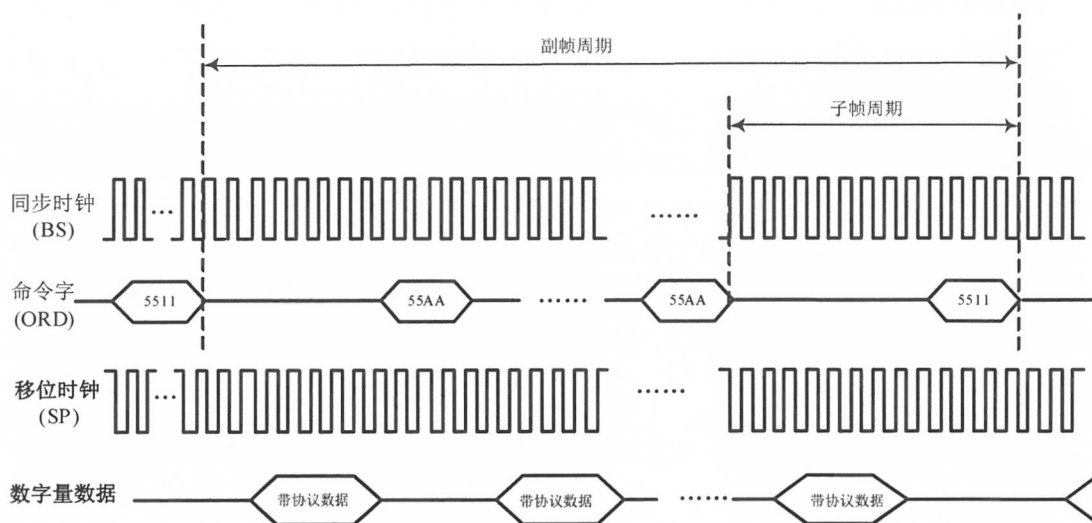 副帧周期
子帧周期
同步时钟
(BS)
...
......
命令字
(ORD)
5511
55AA
......
55AA
5511
移位时钟
(SP)
...
......
数字量数据
带协议数据
带协议数据
......
带协议数据